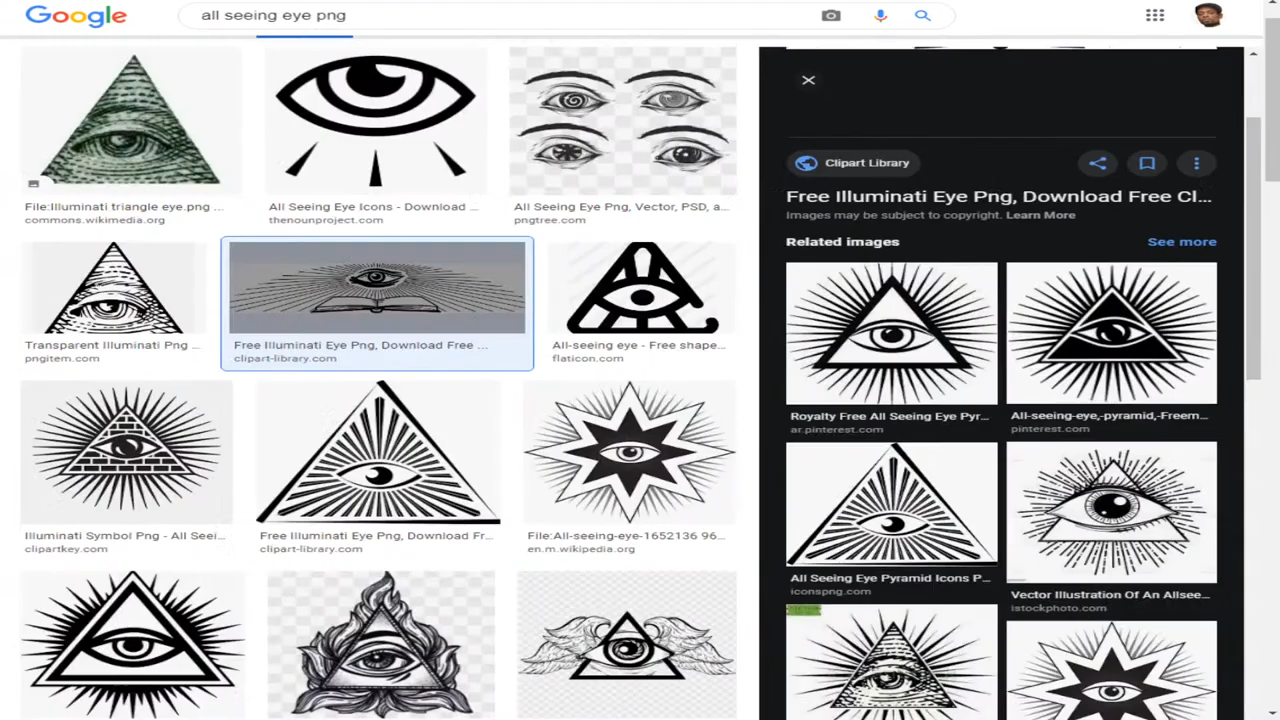 Google
all seeing eye png
File:Illuminati triangle eye.png ...
commons.wikimedia.org
All Seeing Eye Icons - Download ...
thenounproject.com
All Seeing Eye Png, Vector, PSD, a...
pngtree.com
Transparent Illuminati Png ...
pngitem.com
Free Illuminati Eye Png, Download Free ...
clipart-library.com
All-seeing eye - Free shape...
flaticon.com
Illuminati Symbol Png - All Seei...
clipartkey.com
Free Illuminati Eye Png, Download Fr...
clipart-library.com
File:All-seeing-eye-1652136 96...
en.m.wikipedia.org
Clipart Library
Free Illuminati Eye Png, Download Free Cl...
Images may be subject to copyright. Learn More
Related images
See more
Royalty Free All Seeing Eye Pyr...
ar.pinterest.com
All-seeing-eye,-pyramid,-Freem...
pinterest.com
All Seeing Eye Pyramid Icons P...
iconspng.com
Vector Illustration Of An Allsee...
istockphoto.com